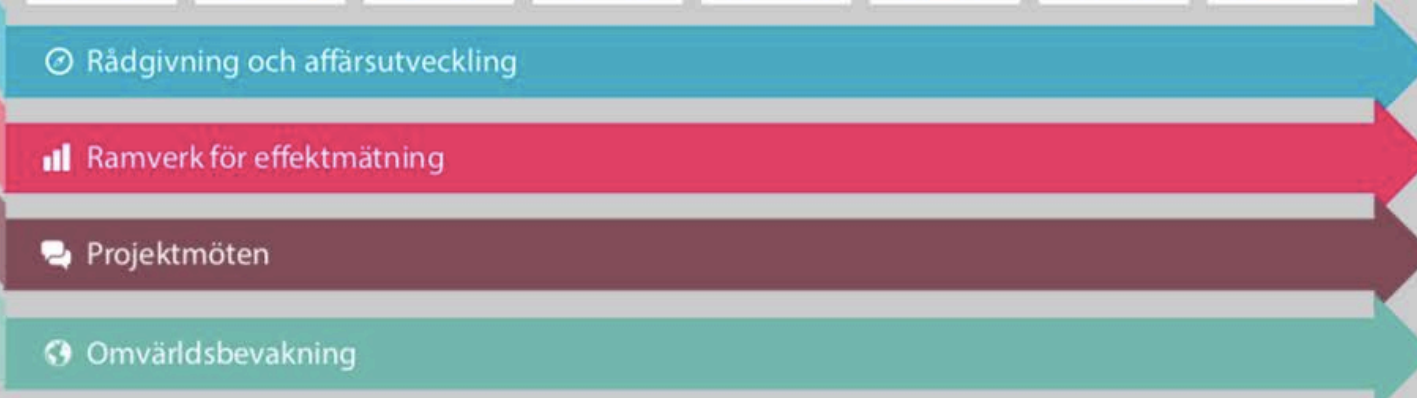 Rådgivning och affärsutveckling
Ramverk för effektmätning
Projektmöten
Omvärldsbevakning